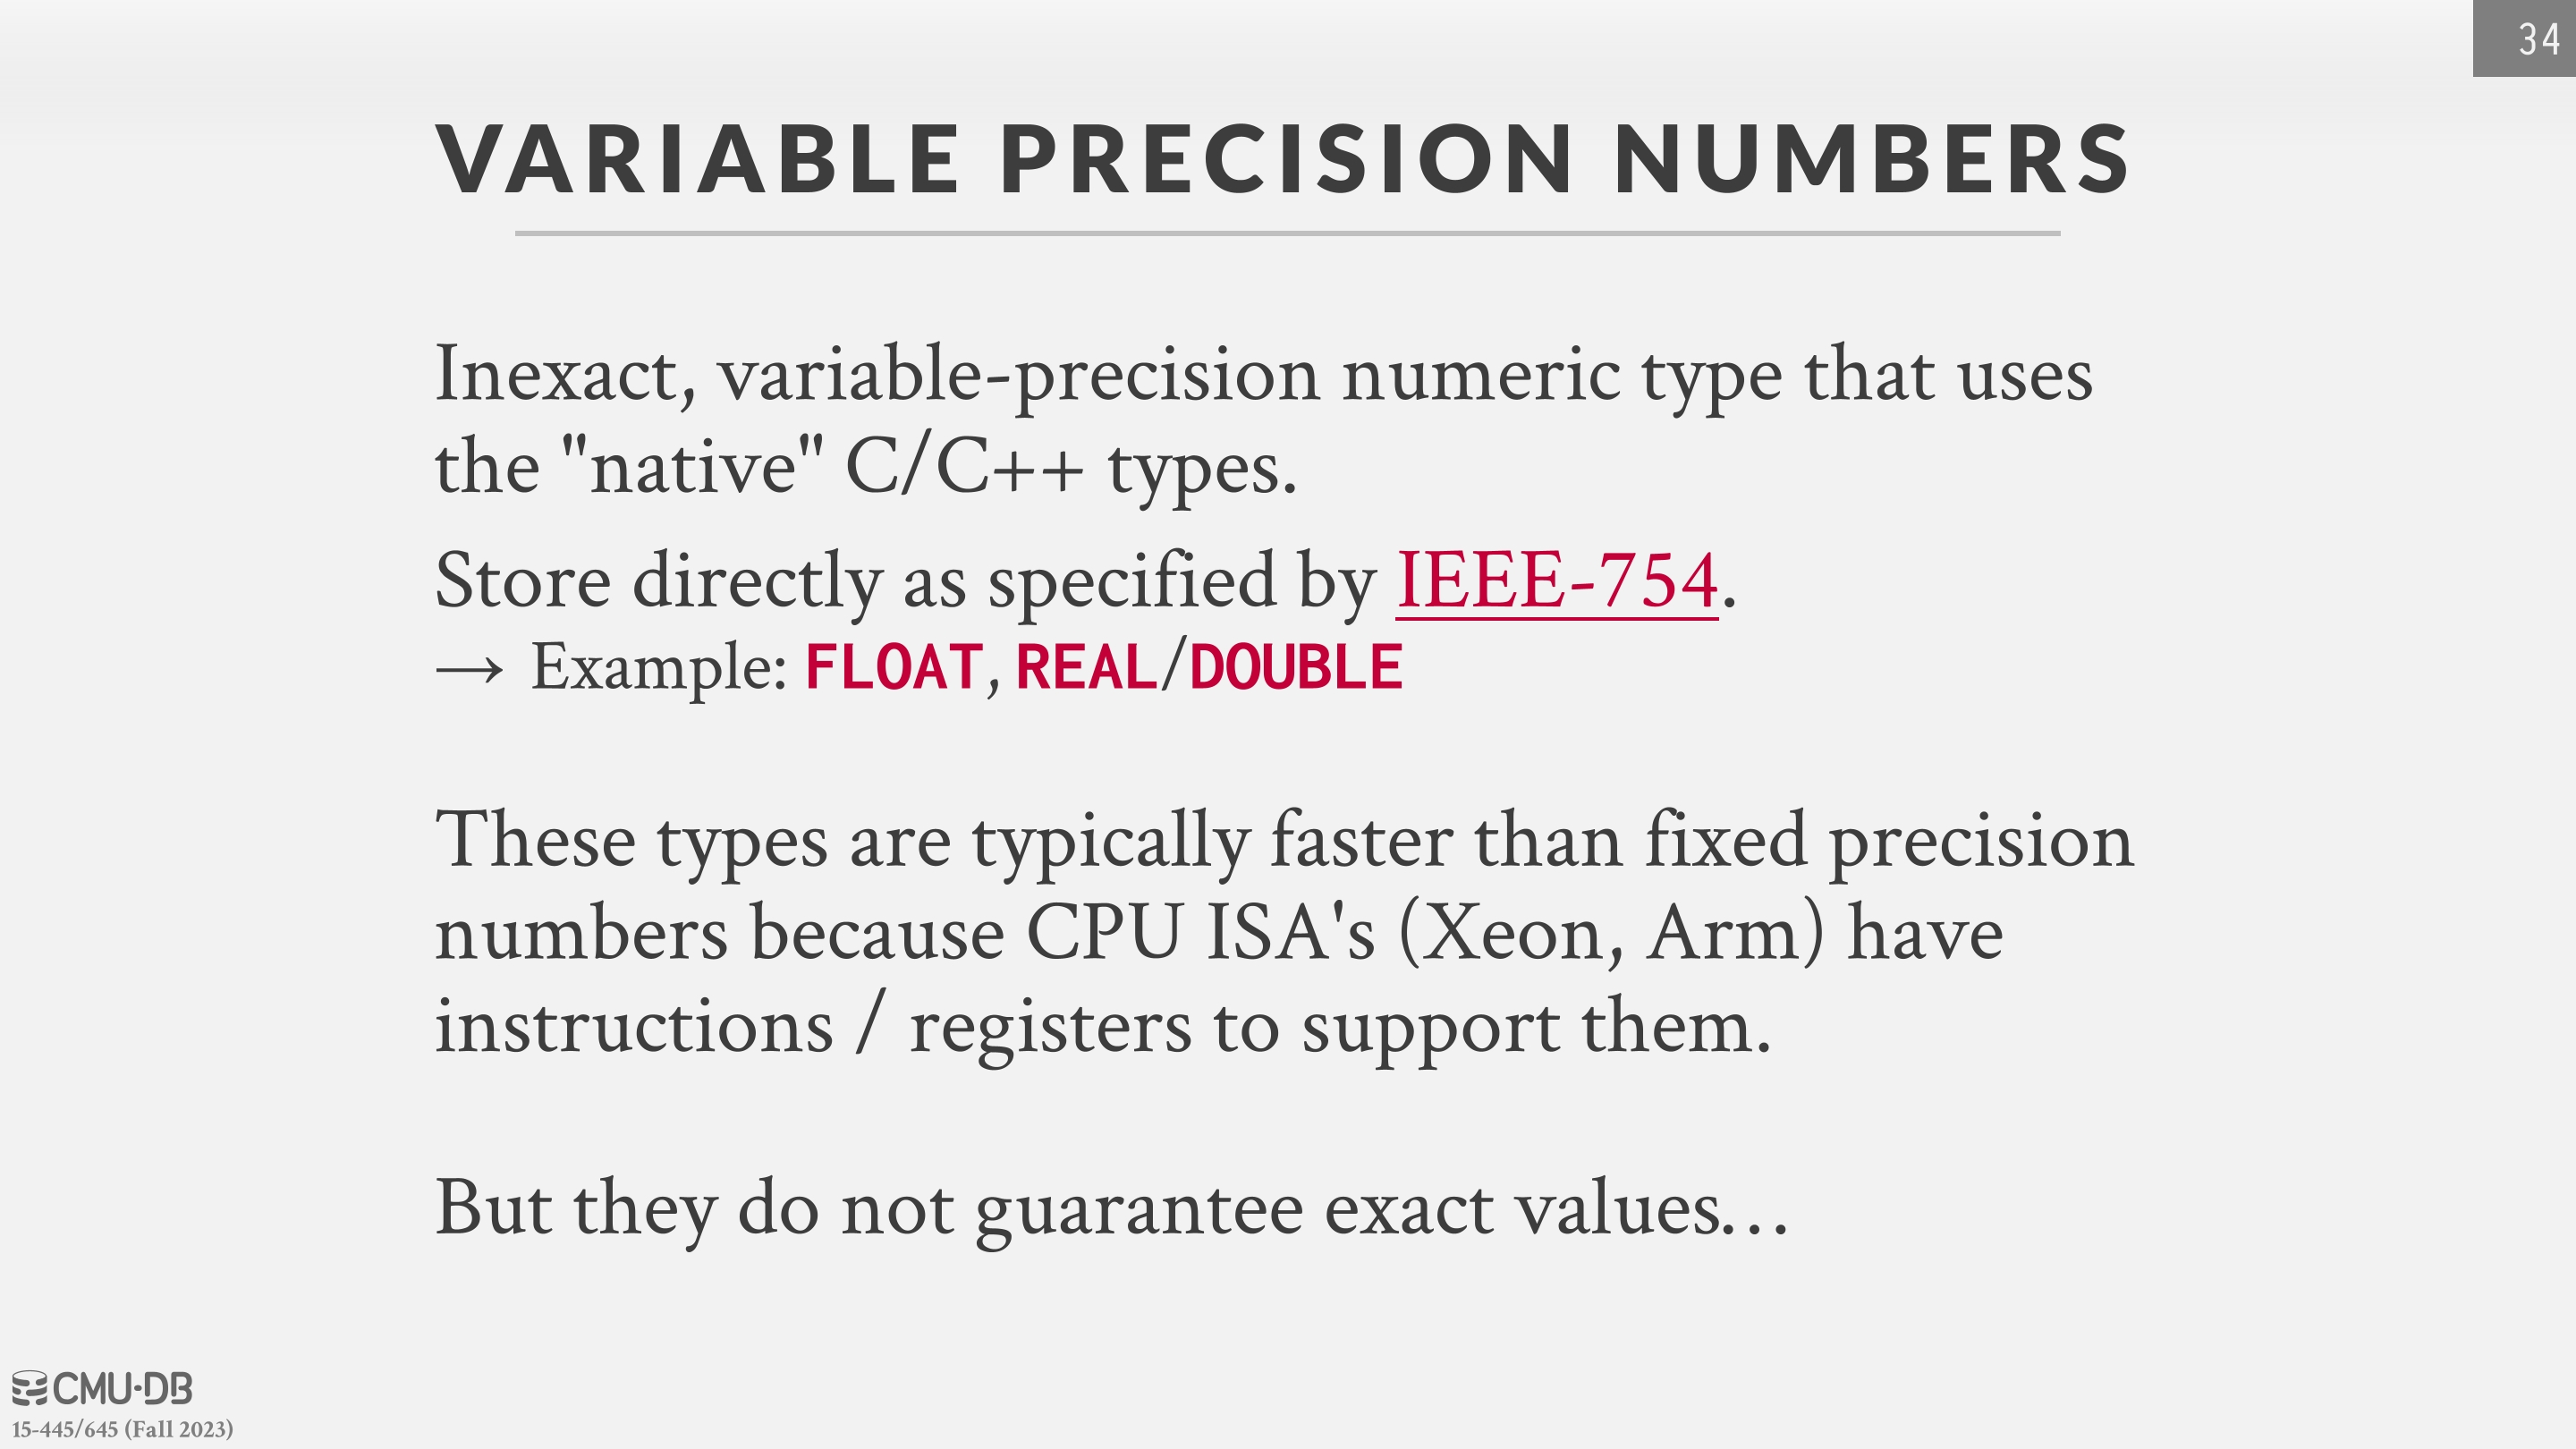 34
VARIABLE PRECISION NUMBERS
Inexact, variable-precision numeric type that uses
the "native" C/C++ types.
Store directly as specified by IEEE-754.
→ Example: FLOAT, REAL/DOUBLE
These types are typically faster than fixed precision
numbers because CPU ISA's (Xeon, Arm) have
instructions / registers to support them.
But they do not guarantee exact values…
CMU·DB
15-445/645 (Fall 2023)